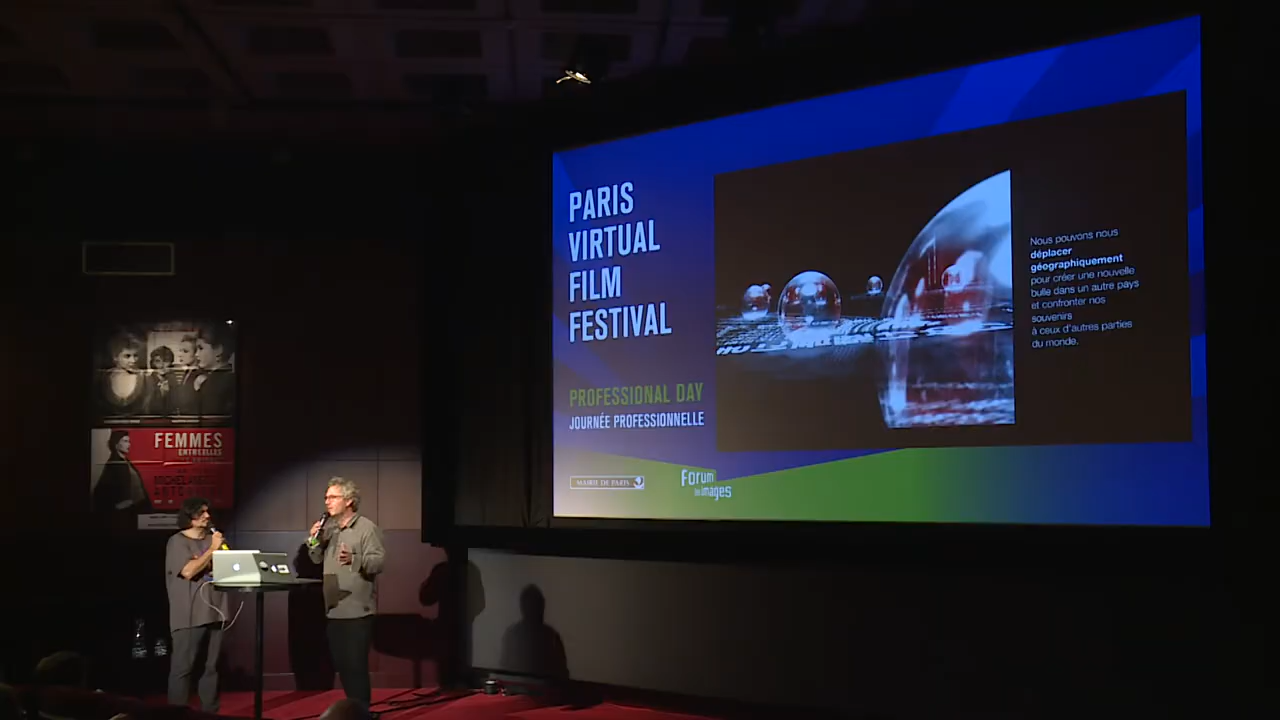 PARIS
VIRTUAL
FILM
FESTIVAL
PROFESSIONAL DAY
JOURNÉE PROFESSIONNELLE
MAIRIE DE PARIS
Forum
des images
Nous pouvons nous
déplacer
géographiquement
pour créer une nouvelle
bulle dans un autre pays
et confronter nos
souvenirs
à ceux d'autres parties
du monde.
FEMMES
ENTRE ELLES